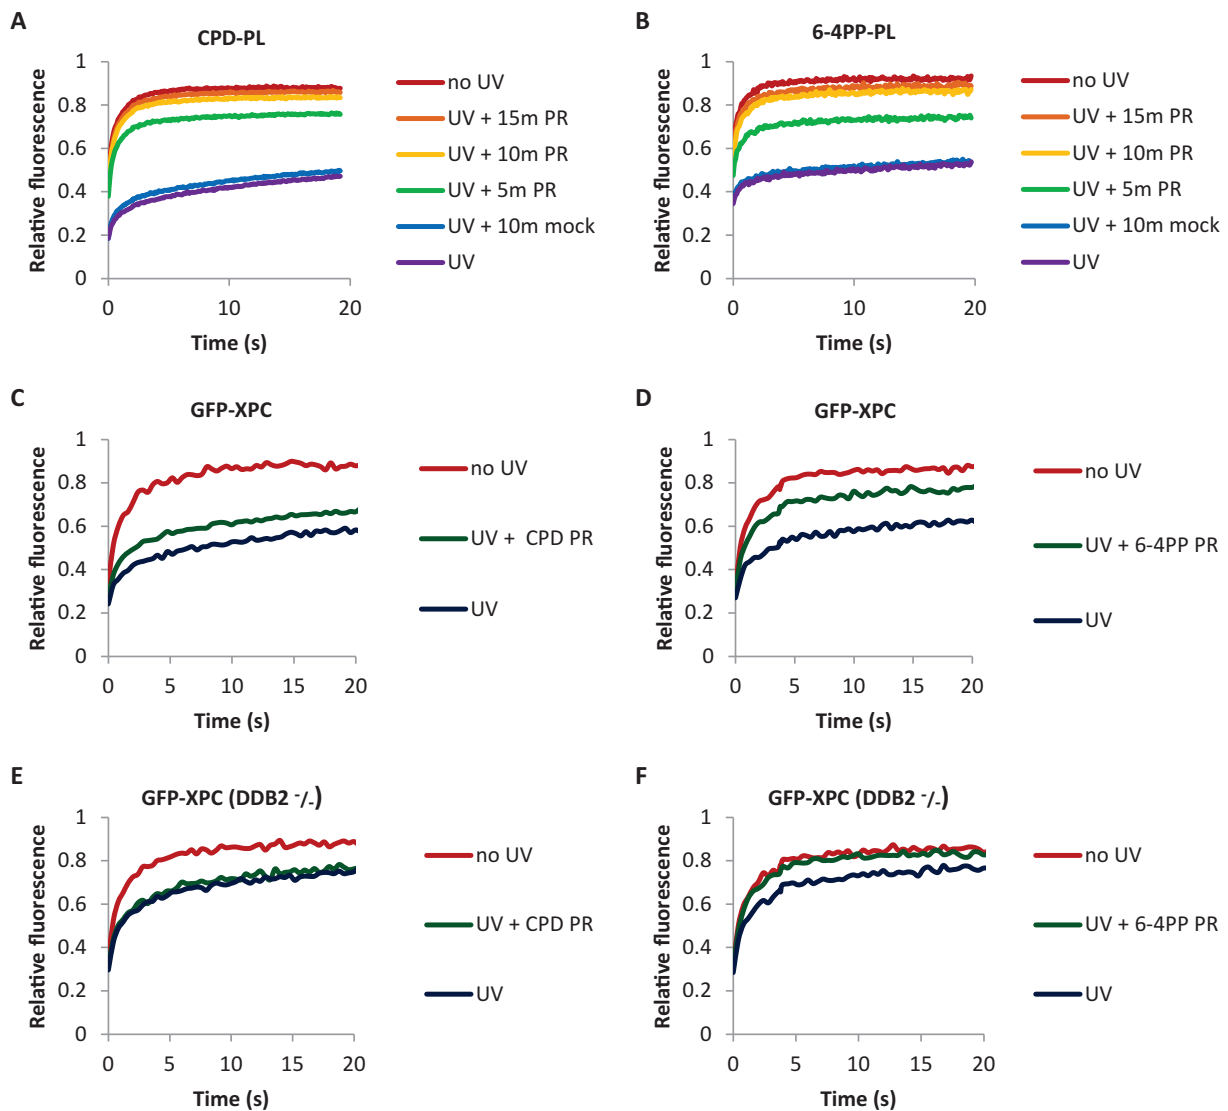 A
CPD-PL
Relative fluorescence
1
0.8
0.6
0.4
0.2
0
0
10
20
Time (s)
no UV
UV + 15m PR
UV + 10m PR
UV + 5m PR
UV + 10m mock
UV
B
6-4PP-PL
Relative fluorescence
1
0.8
0.6
0.4
0.2
0
0
10
20
Time (s)
no UV
UV + 15m PR
UV + 10m PR
UV + 5m PR
UV + 10m mock
UV
C
GFP-XPC
Relative fluorescence
1
0.8
0.6
0.4
0.2
0
0 5 10 15 20
Time (s)
no UV
UV + CPD PR
UV
D
GFP-XPC
Relative fluorescence
1
0.8
0.6
0.4
0.2
0
0 5 10 15 20
Time (s)
no UV
UV + 6-4PP PR
UV
E
GFP-XPC (DDB2 -/-)
Relative fluorescence
1
0.8
0.6
0.4
0.2
0
0 5 10 15 20
Time (s)
no UV
UV + CPD PR
UV
F
GFP-XPC (DDB2 -/-)
Relative fluorescence
1
0.8
0.6
0.4
0.2
0
0 5 10 15 20
Time (s)
no UV
UV + 6-4PP PR
UV